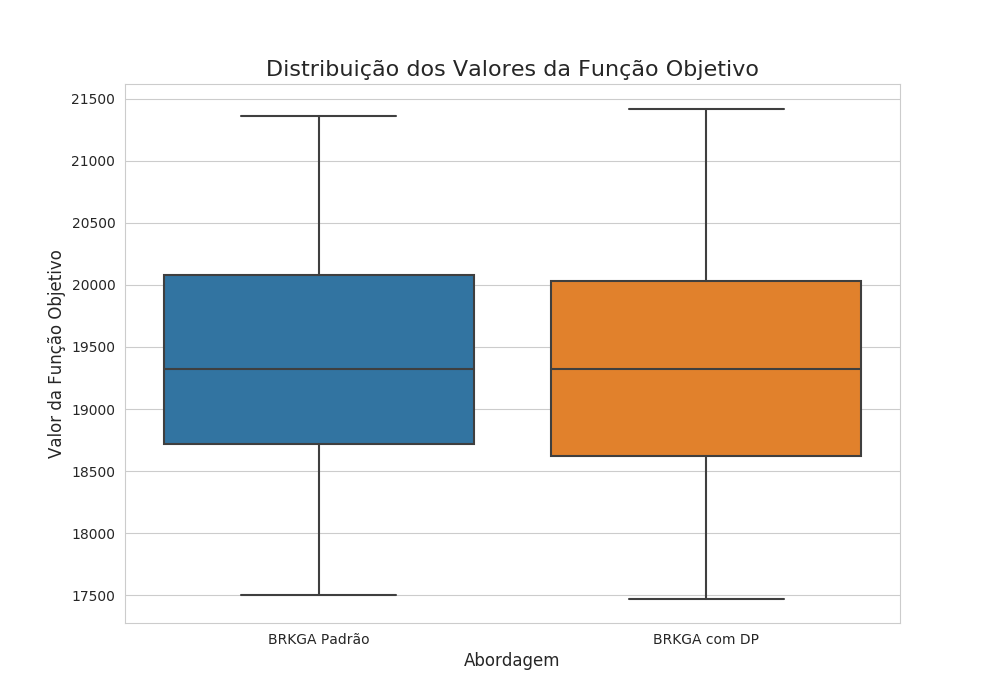 Distribuição dos Valores da Função Objetivo
21500
21000
20500
20000
19500
19000
18500
18000
17500
Valor da Função Objetivo
BRKGA Padrão
BRKGA com DP
Abordagem